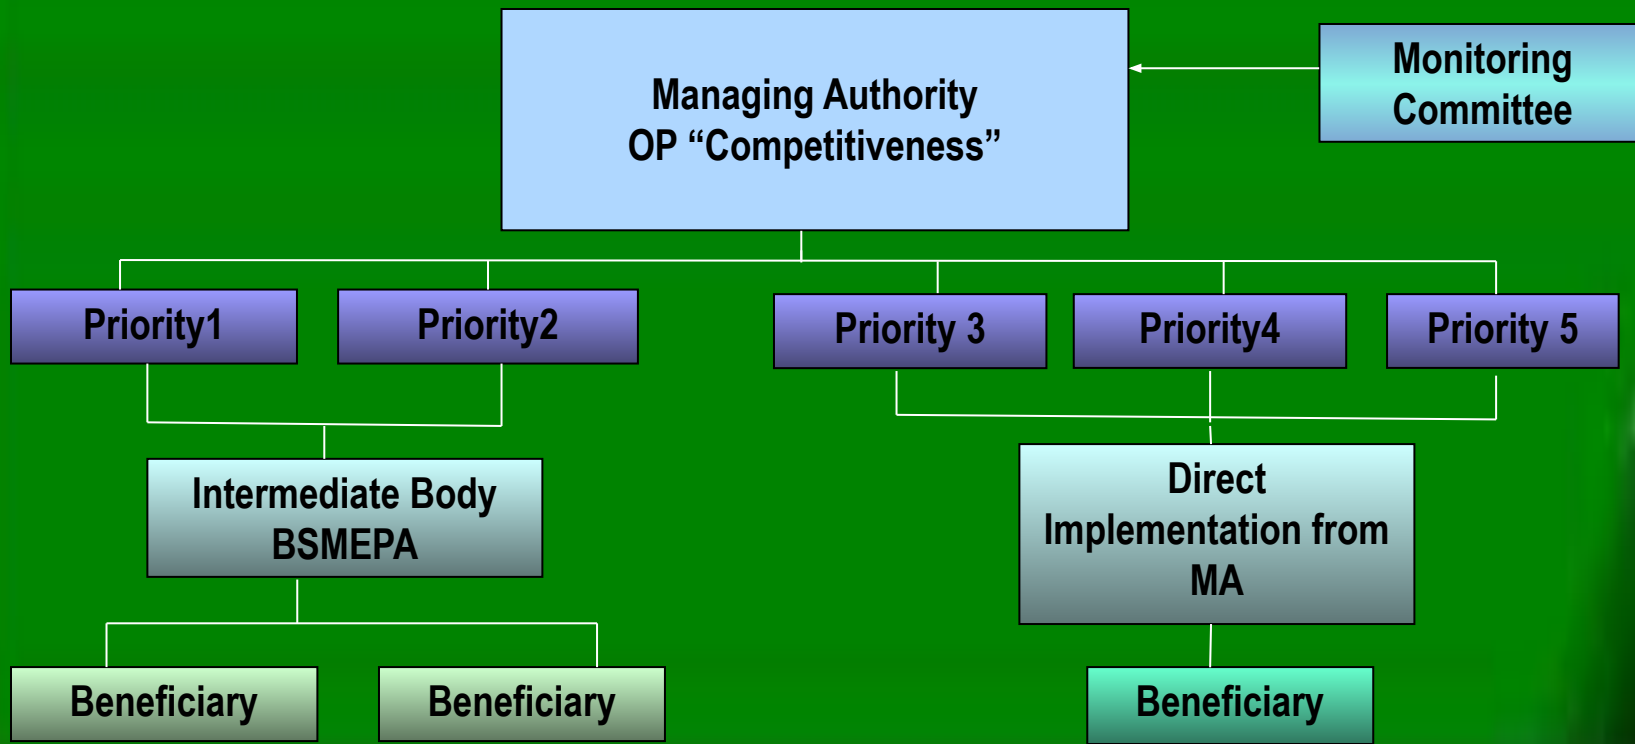 Managing Authority
OP “Competitiveness”
Monitoring
Committee
Priority1
Priority2
Priority 3
Priority4
Priority 5
Intermediate Body
BSMEPA
Direct
Implementation from
MA
Beneficiary
Beneficiary
Beneficiary